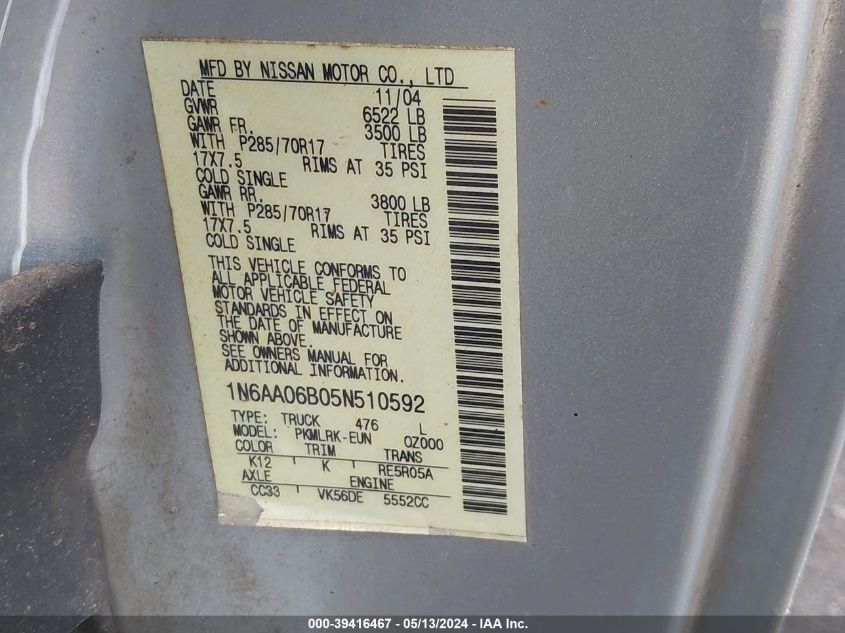 MFD BY NISSAN MOTOR CO., LTD
DATE 11/04
GVWR 6522 LB
GAWR FR. 3500 LB
WITH P285/70R17 TIRES
17X7.5 RIMS AT 35 PSI
COLD SINGLE
GAWR RR. 3800 LB
WITH P285/70R17 TIRES
17X7.5 RIMS AT 35 PSI
COLD SINGLE
THIS VEHICLE CONFORMS TO
ALL APPLICABLE FEDERAL
MOTOR VEHICLE SAFETY
STANDARDS IN EFFECT ON
THE DATE OF MANUFACTURE
SHOWN ABOVE.
SEE OWNERS MANUAL FOR
ADDITIONAL INFORMATION.
1N6AA06B05N510592
TYPE: TRUCK 476 L
MODEL: PKMLRK-EUN OZ000
COLOR TRIM TRANS
K12 K RE5R05A
AXLE ENGINE
CC33 VK56DE 5552CC
000-39416467 - 05/13/2024 - IAA Inc.